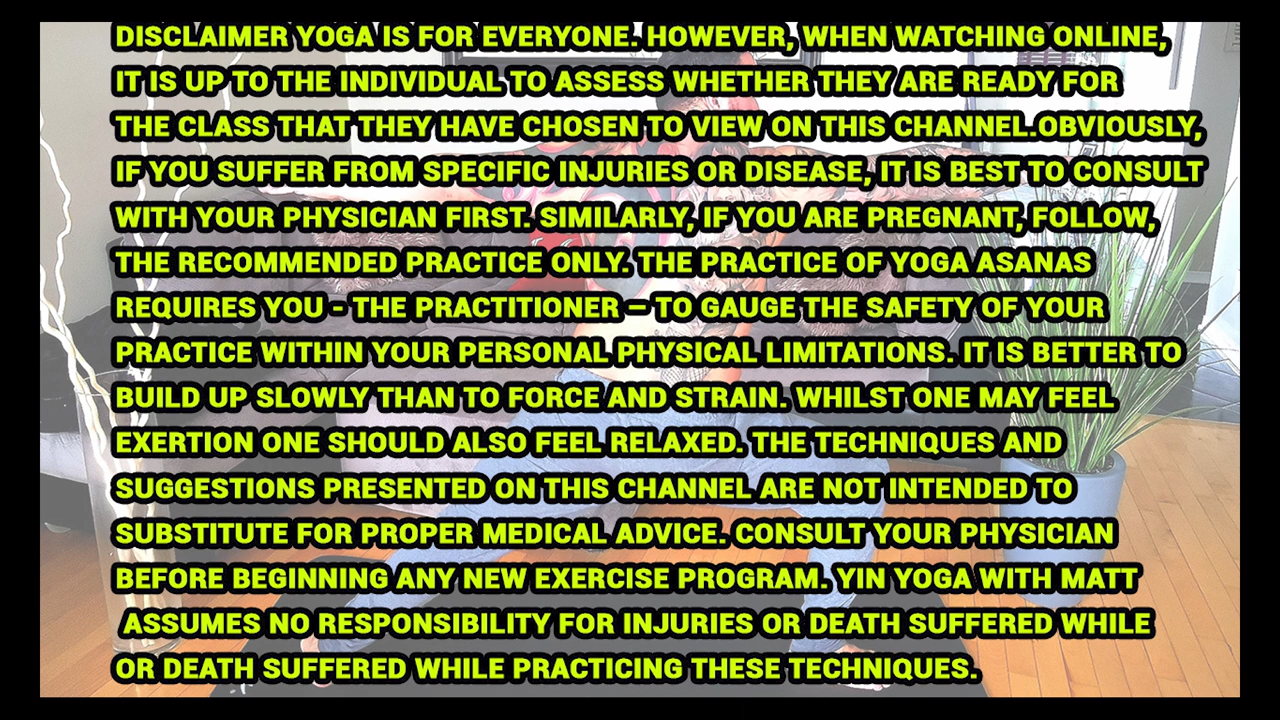 DISCLAIMER YOGA IS FOR EVERYONE. HOWEVER, WHEN WATCHING ONLINE,
IT IS UP TO THE INDIVIDUAL TO ASSESS WHETHER THEY ARE READY FOR
THE CLASS THAT THEY HAVE CHOSEN TO VIEW ON THIS CHANNEL.OBVIOUSLY,
IF YOU SUFFER FROM SPECIFIC INJURIES OR DISEASE, IT IS BEST TO CONSULT
WITH YOUR PHYSICIAN FIRST. SIMILARLY, IF YOU ARE PREGNANT, FOLLOW,
THE RECOMMENDED PRACTICE ONLY. THE PRACTICE OF YOGA ASANAS
REQUIRES YOU - THE PRACTITIONER – TO GAUGE THE SAFETY OF YOUR
PRACTICE WITHIN YOUR PERSONAL PHYSICAL LIMITATIONS. IT IS BETTER TO
BUILD UP SLOWLY THAN TO FORCE AND STRAIN. WHILST ONE MAY FEEL
EXERTION ONE SHOULD ALSO FEEL RELAXED. THE TECHNIQUES AND
SUGGESTIONS PRESENTED ON THIS CHANNEL ARE NOT INTENDED TO
SUBSTITUTE FOR PROPER MEDICAL ADVICE. CONSULT YOUR PHYSICIAN
BEFORE BEGINNING ANY NEW EXERCISE PROGRAM. YIN YOGA WITH MATT
ASSUMES NO RESPONSIBILITY FOR INJURIES OR DEATH SUFFERED WHILE
OR DEATH SUFFERED WHILE PRACTICING THESE TECHNIQUES.